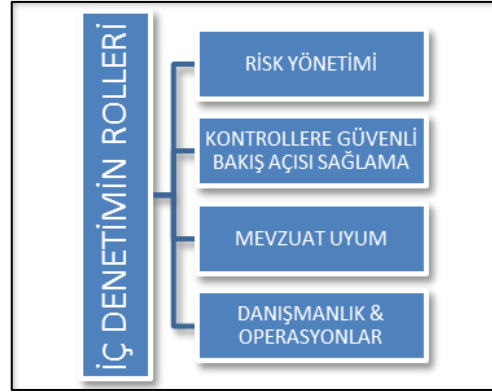 İÇ DENETİMİN ROLLERİ
RİSK YÖNETİMİ
KONTROLLERE GÜVENLİ
BAKIŞ AÇISI SAĞLAMA
MEVZUAT UYUM
DANIŞMANLIK &
OPERASYONLAR